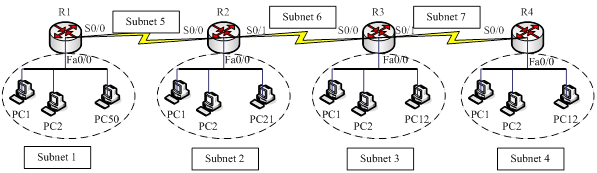 R1 Subnet 5 R2 Subnet 6 R3 Subnet 7 R4
S0/0 S0/0 S0/1 S0/0 S0/1 S0/0
Fa0/0 Fa0/0 Fa0/0 Fa0/0
PC1 PC2 PC50 PC1 PC2 PC21 PC1 PC2 PC12 PC1 PC2 PC12
Subnet 1 Subnet 2 Subnet 3 Subnet 4